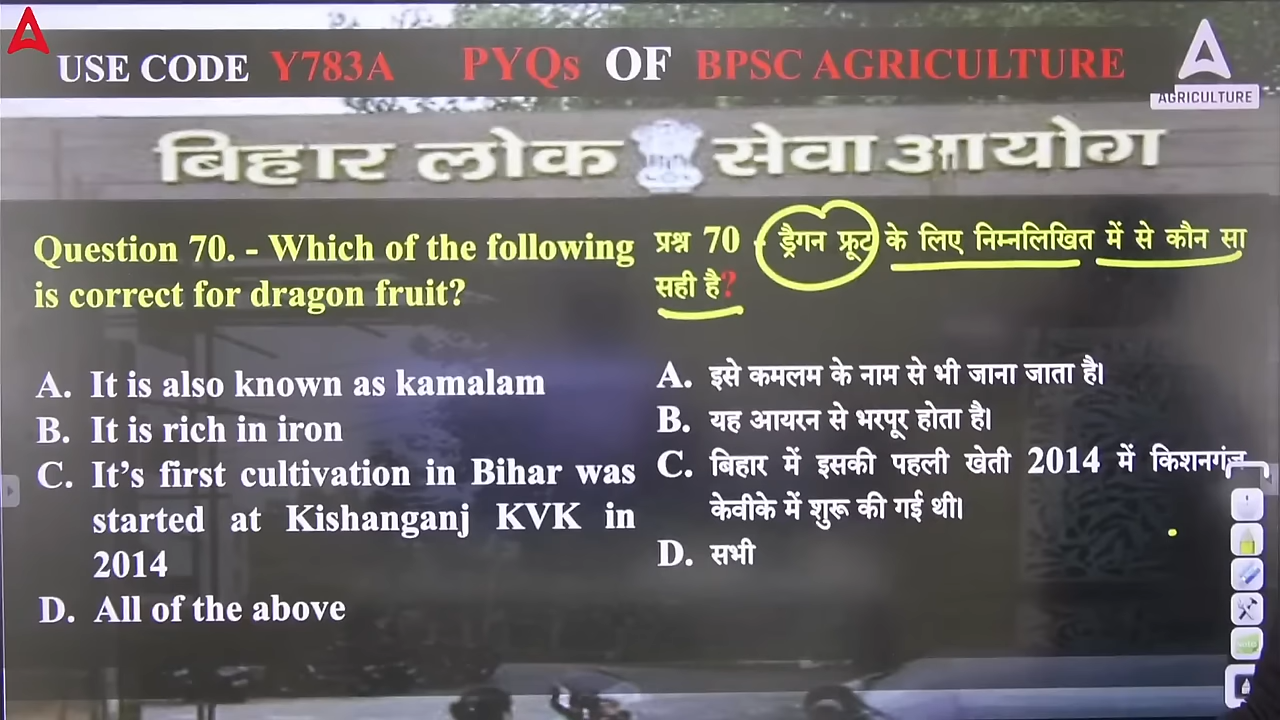 USE CODE Y783A PYQs OF BPSC AGRICULTURE
AGRICULTURE
बिहार लोक सेवा आयोग
Question 70. - Which of the following
is correct for dragon fruit?
A. It is also known as kamalam
B. It is rich in iron
C. It’s first cultivation in Bihar was
started at Kishanganj KVK in
2014
D. All of the above
प्रश्न 70 - ड्रैगन फ्रूट के लिए निम्नलिखित में से कौन सा
सही है?
A. इसे कमलम के नाम से भी जाना जाता है।
B. यह आयरन से भरपूर होता है।
C. बिहार में इसकी पहली खेती 2014 में किशनगंज
केवीके में शुरू की गई थी।
D. सभी